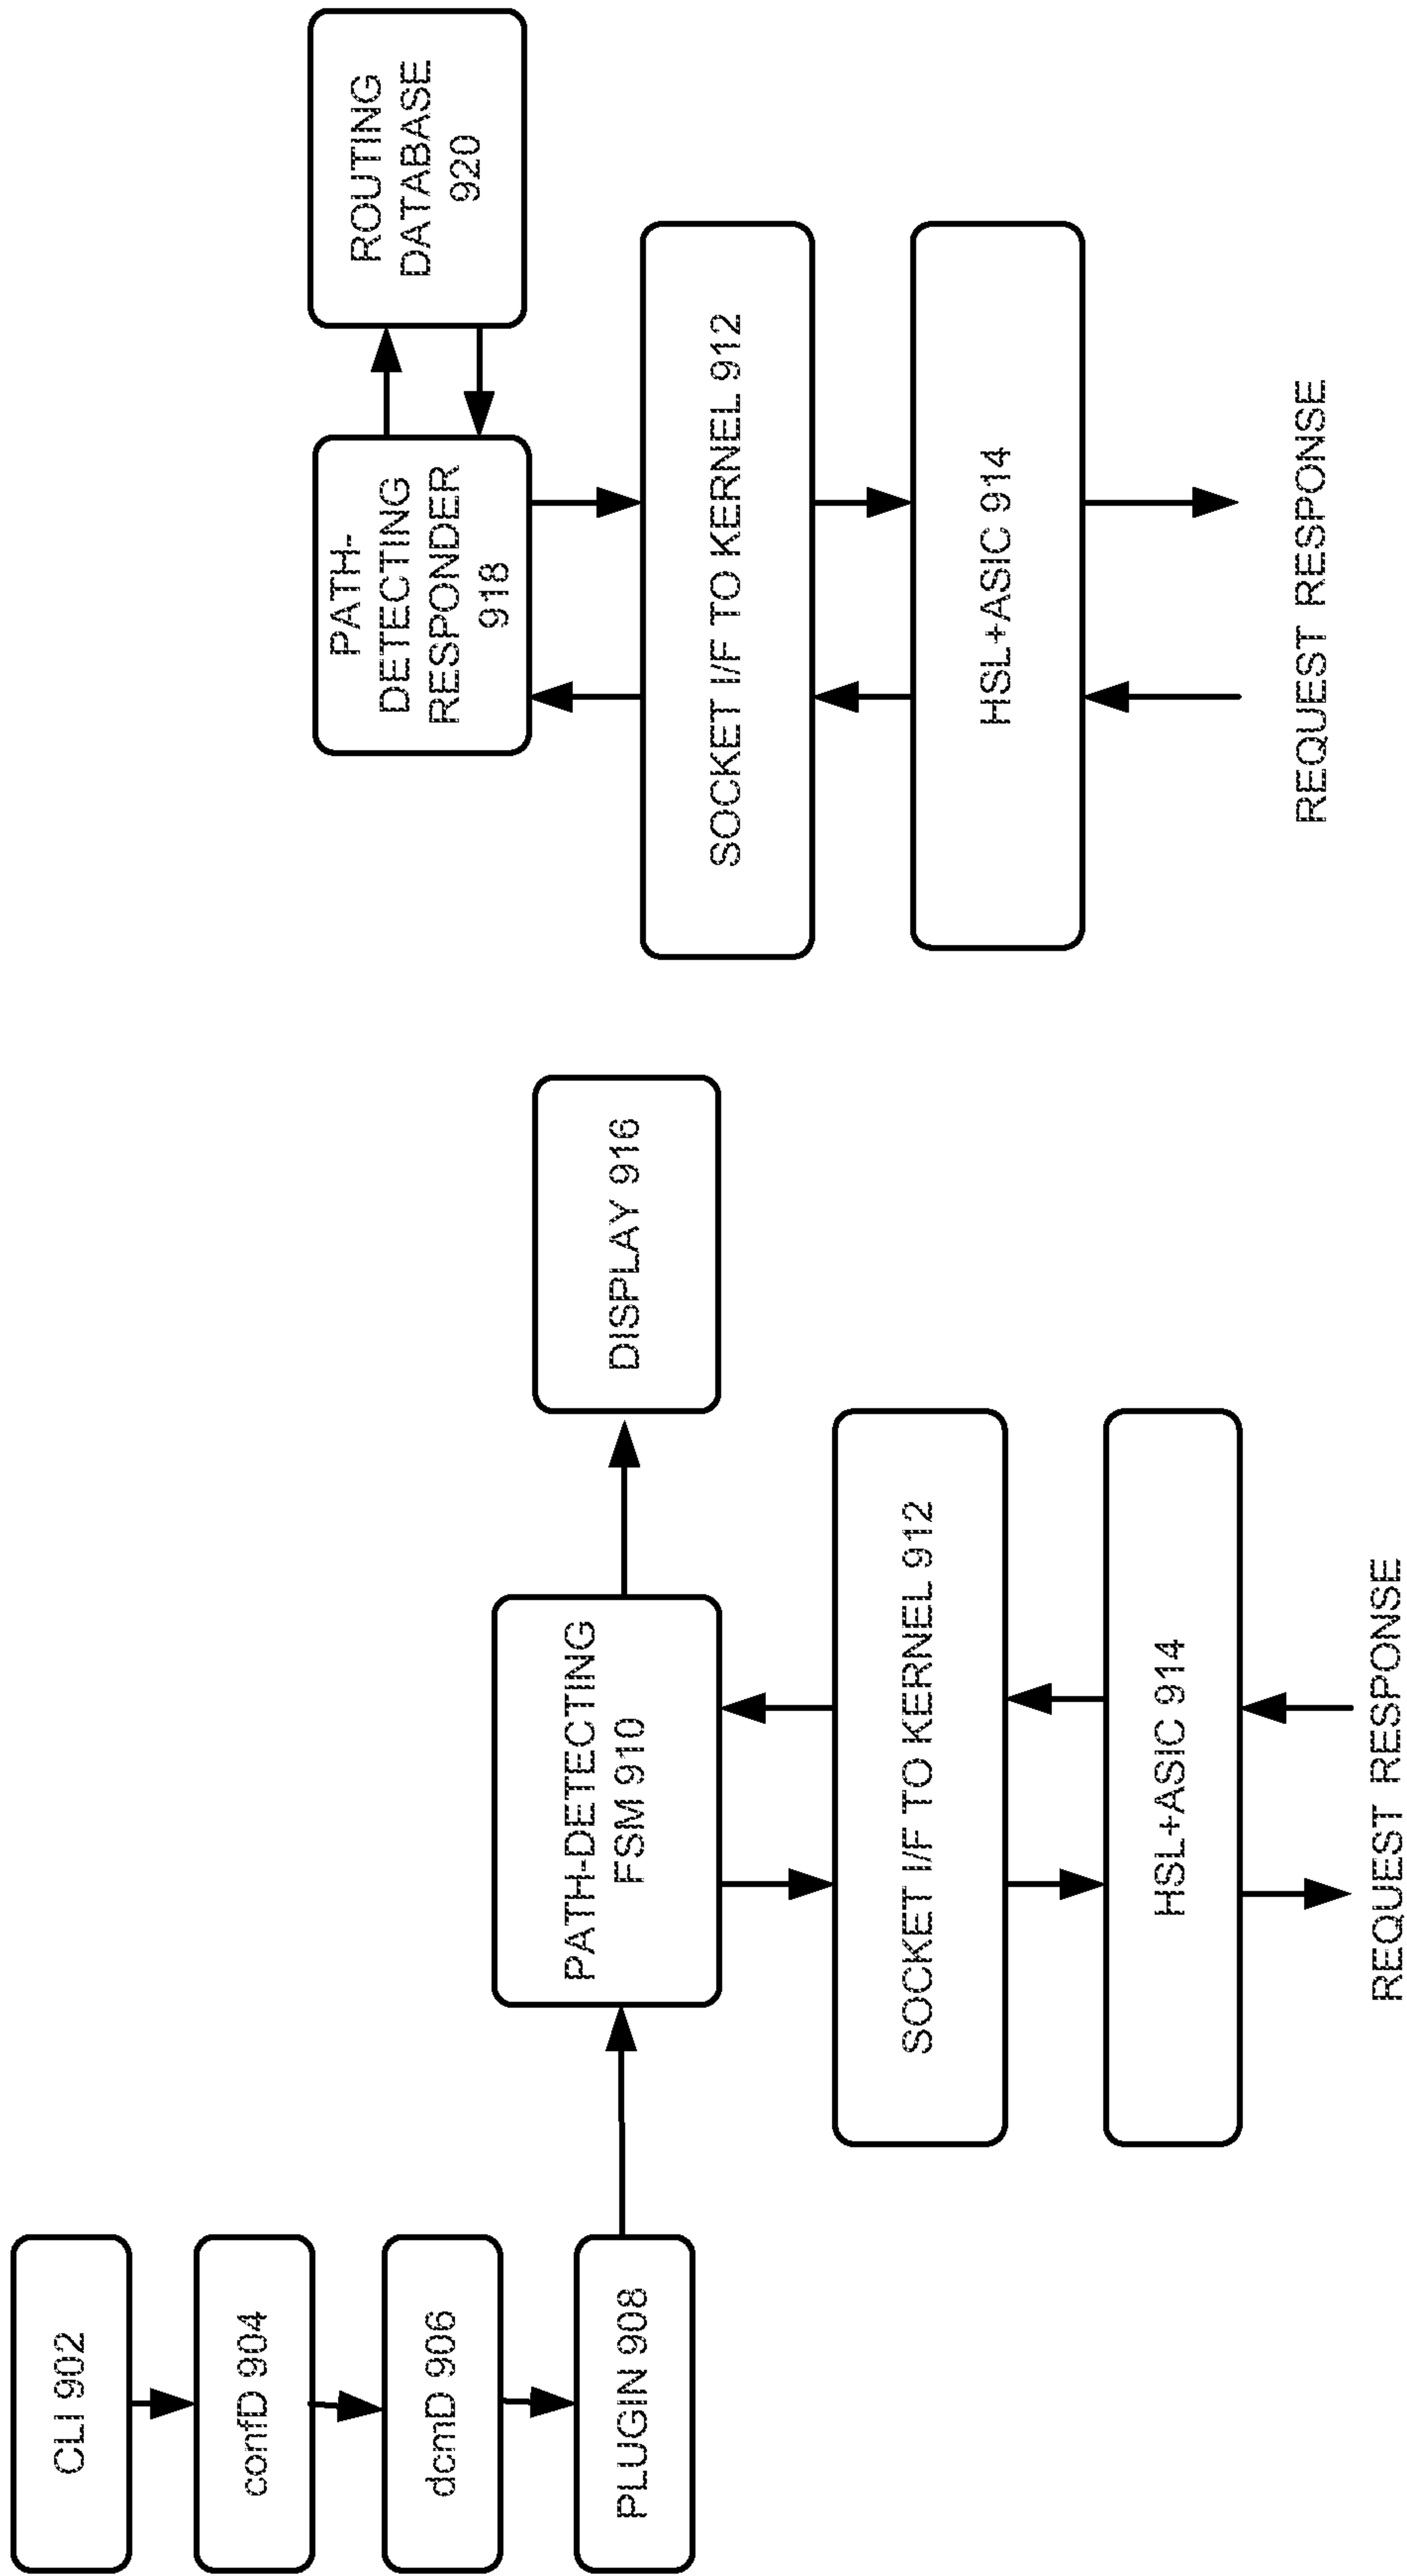 CLI 902
confD 904
dcmD 906
PLUGIN 908
PATH-DETECTING
FSM 910
DISPLAY 916
SOCKET I/F TO KERNEL 912
HSL+ASIC 914
REQUEST RESPONSE
PATH-
DETECTING
RESPONDER
918
ROUTING
DATABASE
920
SOCKET I/F TO KERNEL 912
HSL+ASIC 914
REQUEST RESPONSE